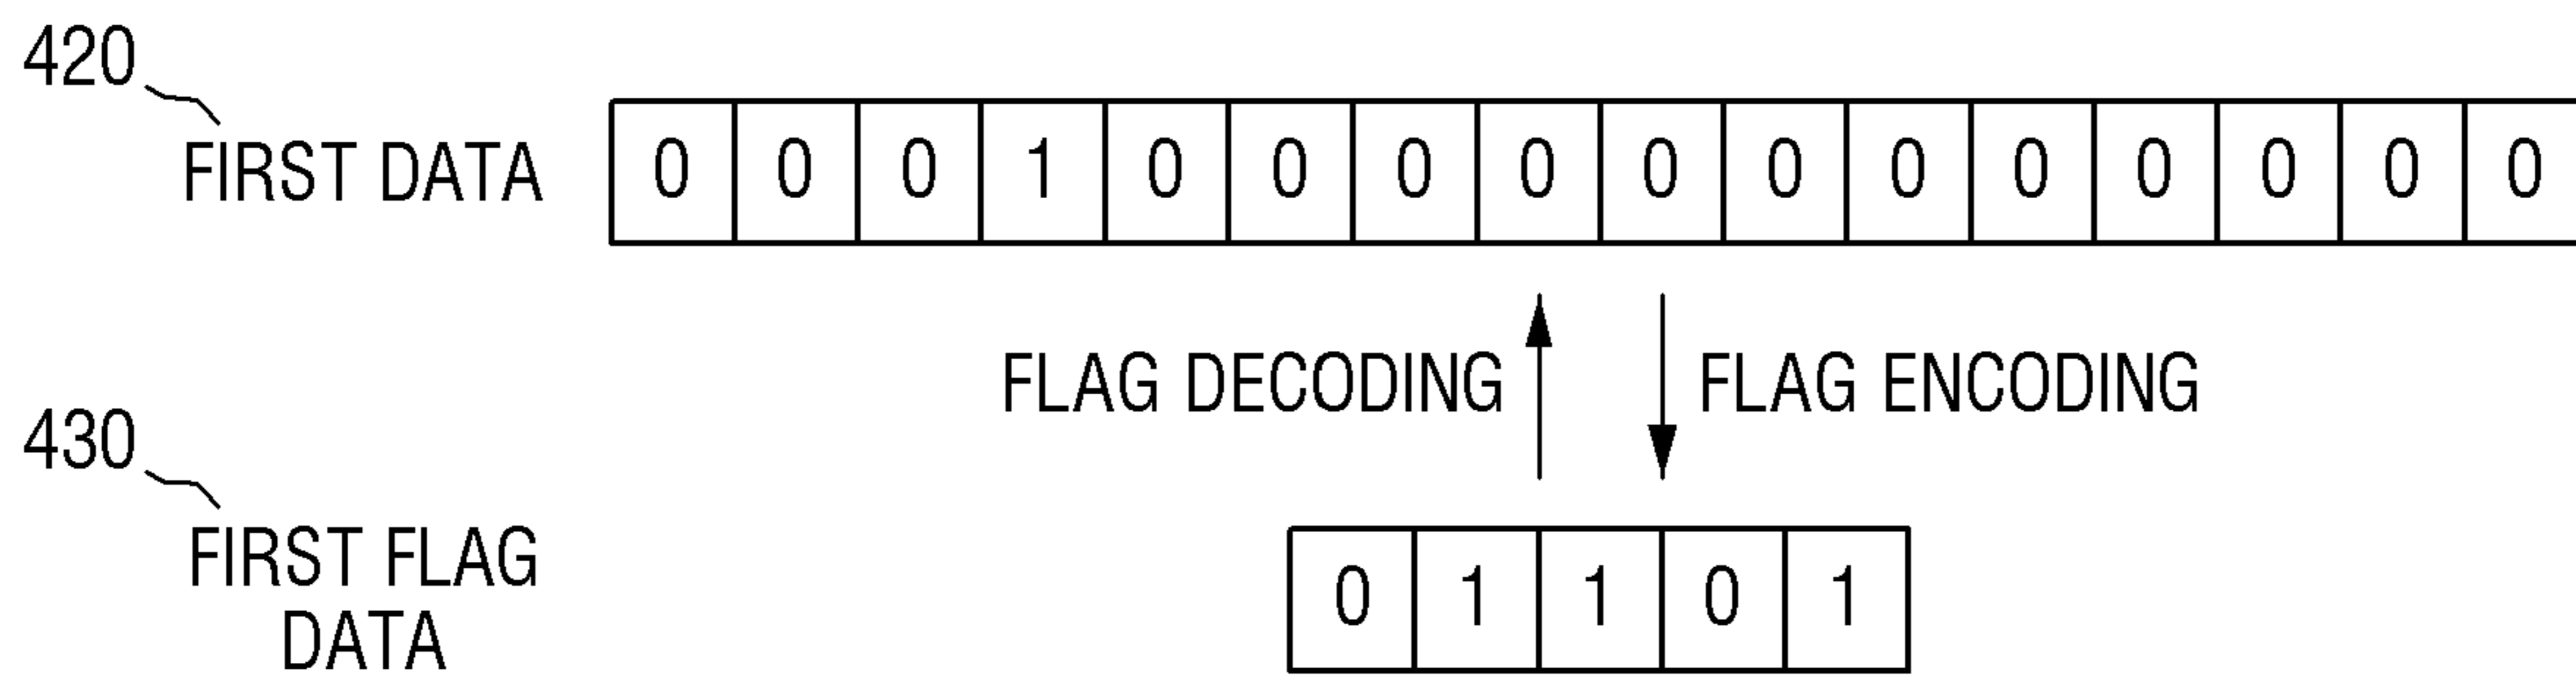 420
FIRST DATA 0 0 0 1 0 0 0 0 0 0 0 0 0 0 0 0
FLAG DECODING FLAG ENCODING
430
FIRST FLAG
DATA
0 1 1 0 1